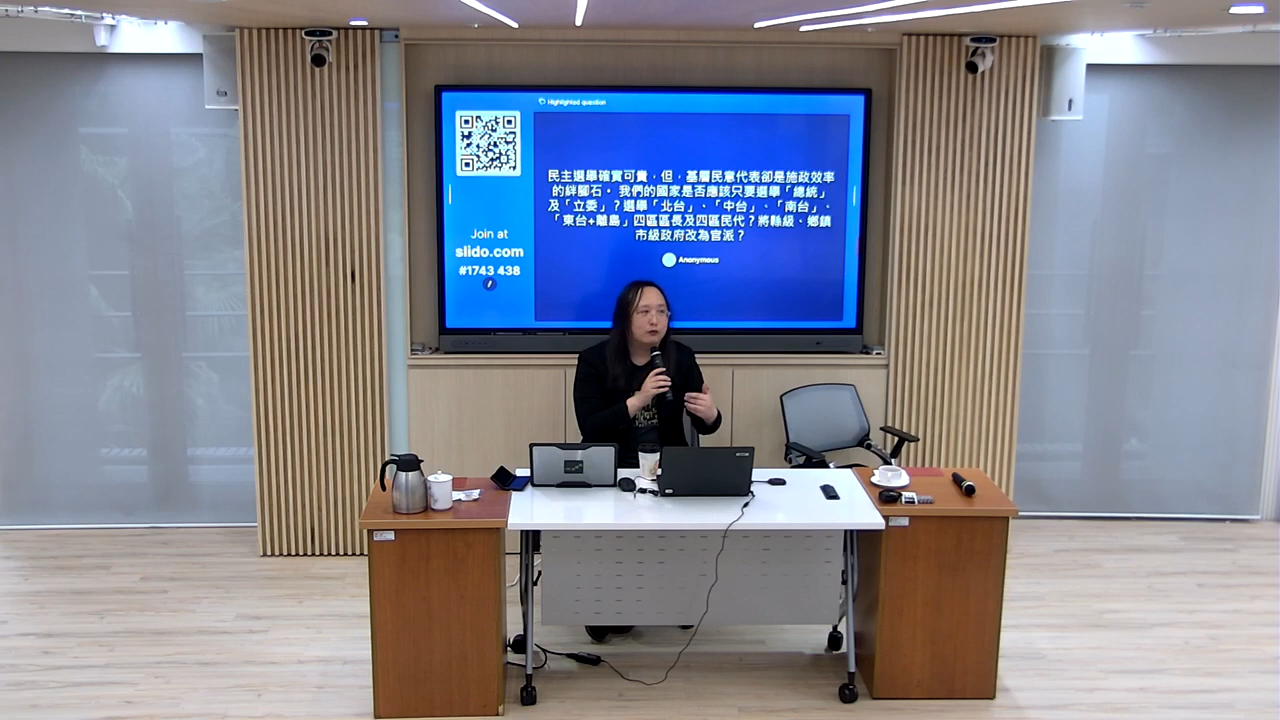 Highlighted question
民主選舉確實可貴，但，基層民意代表卻是施政效率
的絆腳石。 我們的國家是否應該只要選舉「總統」
及「立委」？選舉「北台」、「中台」、「南台」、
「東台+離島」四區區長及四區民代？將縣級、鄉鎮
市級政府改為官派？
Anonymous
Join at
slido.com
#1743 438